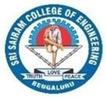 SRI SAIRAM COLLEGE OF ENGINEERING
LOVE
TRUTH PEACE
BENGALURU